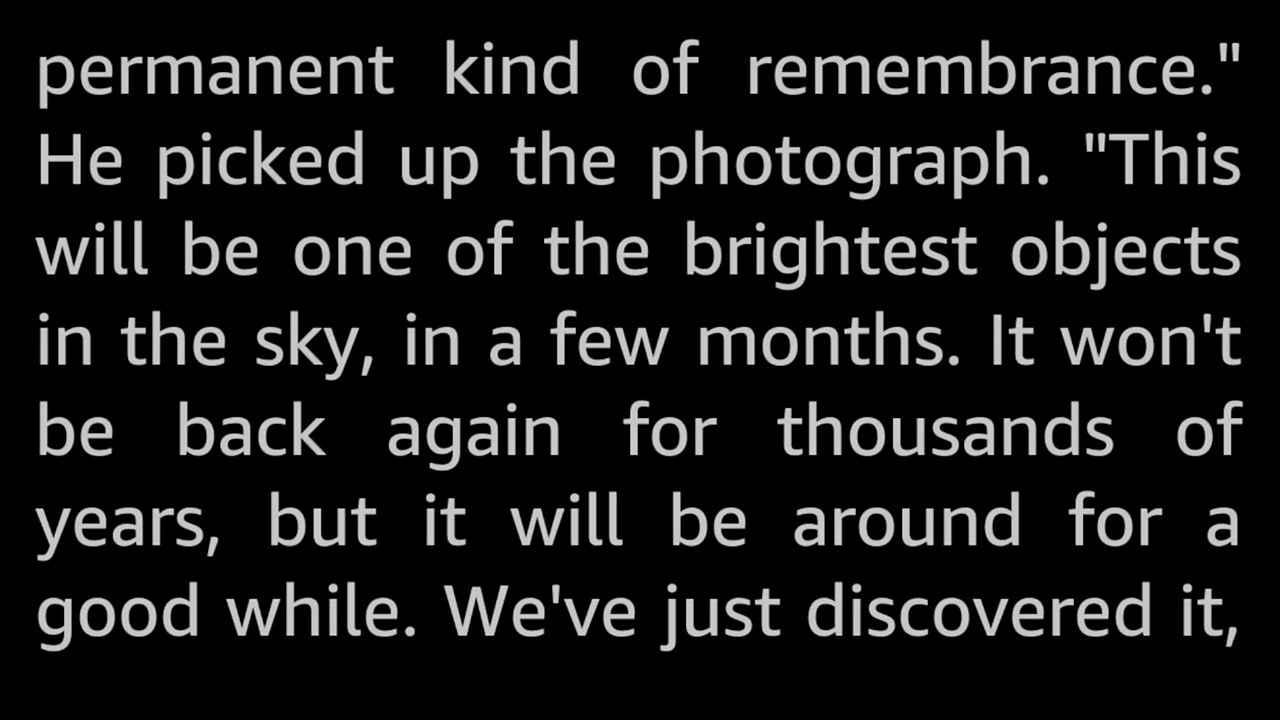 permanent kind of remembrance."
He picked up the photograph. "This
will be one of the brightest objects
in the sky, in a few months. It won't
be back again for thousands of
years, but it will be around for a
good while. We've just discovered it,